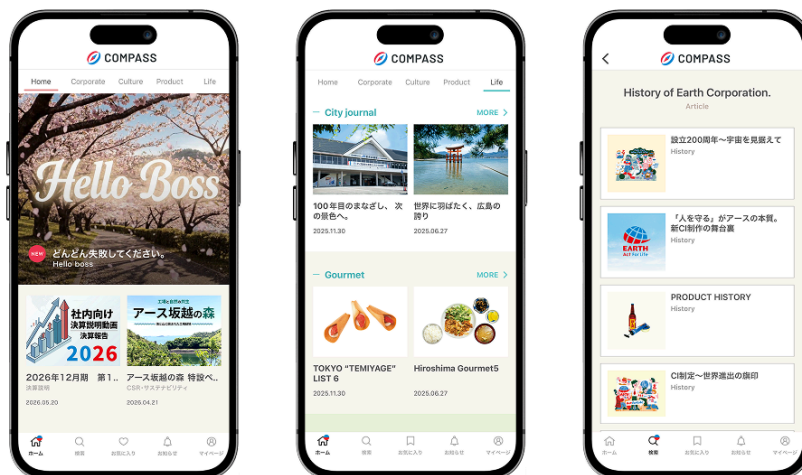 COMPASS
Home Corporate Culture Product Life
Hello Boss
NEW
どんどん失敗してください。
Hello boss
社内向け
決算説明動画
決算報告
2026
2026年12月期 第1..
決算説明
2026.05.20
工場と自然の共生
アース坂越の森
アース坂越の森 特設ペ..
CSR・サステナビリティ
2025.04.21
ホーム 検索 お気に入り お知らせ マイページ
COMPASS
Home Corporate Culture Product Life
City journal
MORE
100年目のまなざし、次
の景色へ。
2025.11.30
世界に羽ばたく、広島の
誇り
2025.06.27
Gourmet
MORE
TOKYO “TEMIYAGE”
LIST 6
2025.11.30
Hiroshima Gourmet5
2025.06.27
ホーム 検索 お気に入り お知らせ マイページ
COMPASS
History of Earth Corporation.
Article
設立200周年〜宇宙を見据えて
History
EARTH
Act For Life
「人を守る」がアースの本質。
新CI制作の舞台裏
History
PRODUCT HISTORY
History
CI制定〜世界進出の旗印
History
ホーム 検索 お気に入り お知らせ マイページ